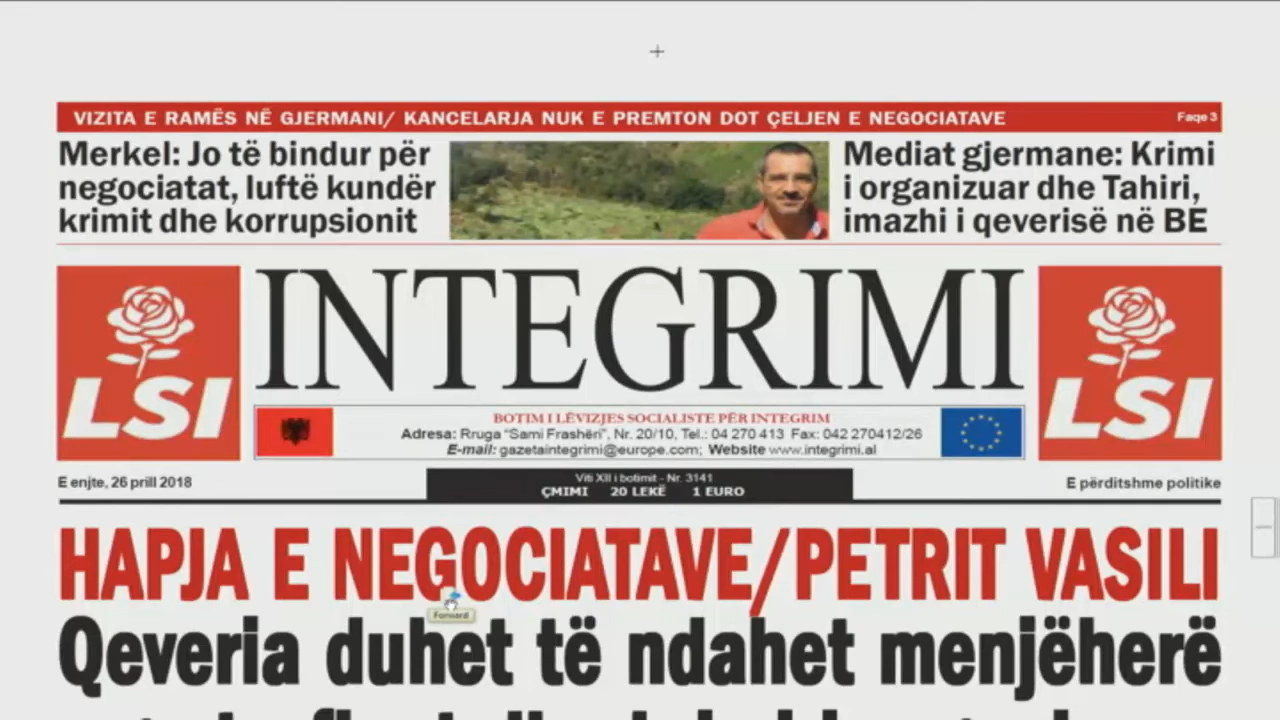 VIZITA E RAMËS NË GJERMANI/ KANCELARJA NUK E PREMTON DOT ÇELJEN E NEGOCIATAVE
Faqe 3
Merkel: Jo të bindur për
negociatat, luftë kundër
krimit dhe korrupsionit
Mediat gjermane: Krimi
i organizuar dhe Tahiri,
imazhi i qeverisë në BE
LSI
INTEGRIMI
LSI
BOTIM I LËVIZJES SOCIALISTE PËR INTEGRIM
Adresa: Rruga "Sami Frashëri", Nr. 20/10, Tel.: 04 270 413 Fax: 042 270412/26
E-mail: gazetaintegrimi@europe.com; Website www.integrimi.al
E enjte, 26 prill 2018
Viti XII i botimit - Nr. 3141
ÇMIMI 20 LEKË 1 EURO
E përditshme politike
HAPJA E NEGOCIATAVE/PETRIT VASILI
Forward
Qeveria duhet të ndahet menjëherë